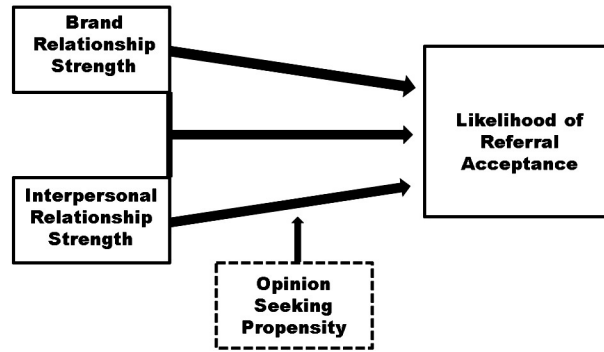 Brand
Relationship
Strength
Likelihood of
Referral
Acceptance
Interpersonal
Relationship
Strength
Opinion
Seeking
Propensity